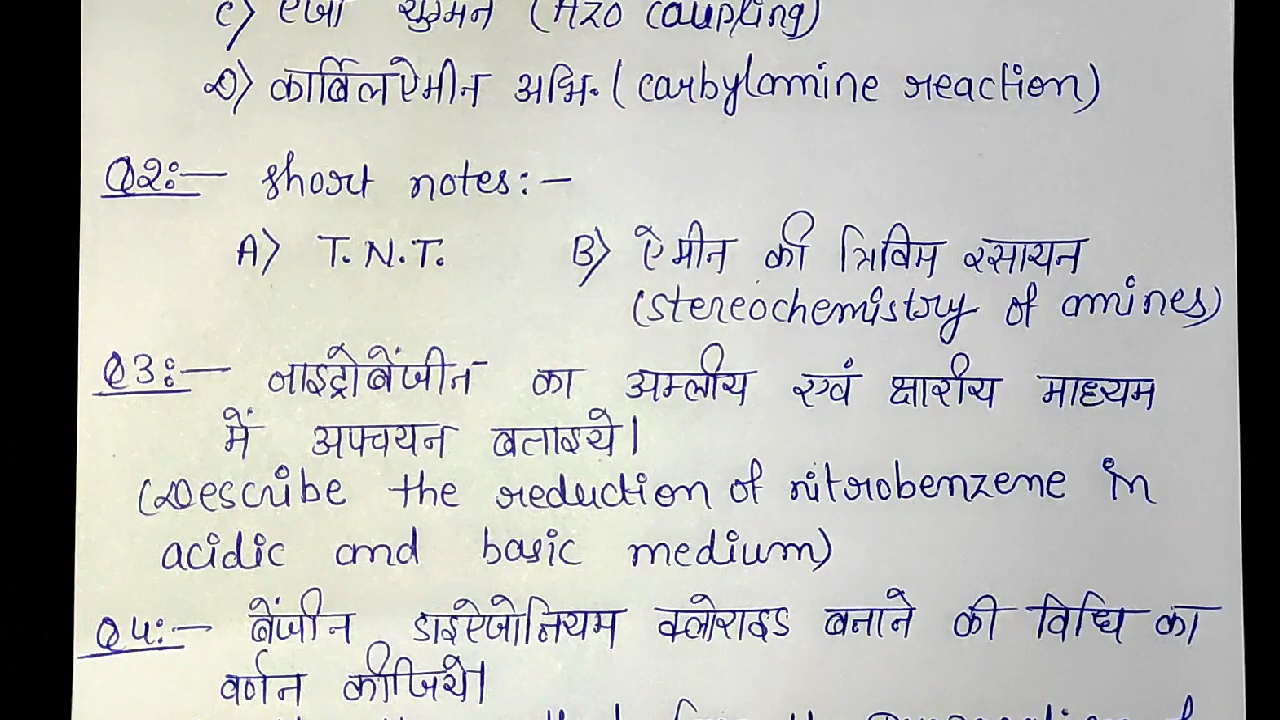 C) एजो युग्मन (Azo coupling)
D) कार्बिलऐमीन अभि. (carbylamine reaction)
Q2:— short notes:—
A) T.N.T. B) ऐमीन की त्रिविम रसायन
(stereochemistry of amines)
Q3:— नाइट्रोबेंजीन का अम्लीय एवं क्षारीय माध्यम
में अपचयन बताइये।
(Describe the reduction of nitrobenzene in
acidic and basic medium)
Q4:— बेंजीन डाइऐजोनियम क्लोराइड बनाने की विधि का
वर्णन कीजिये।